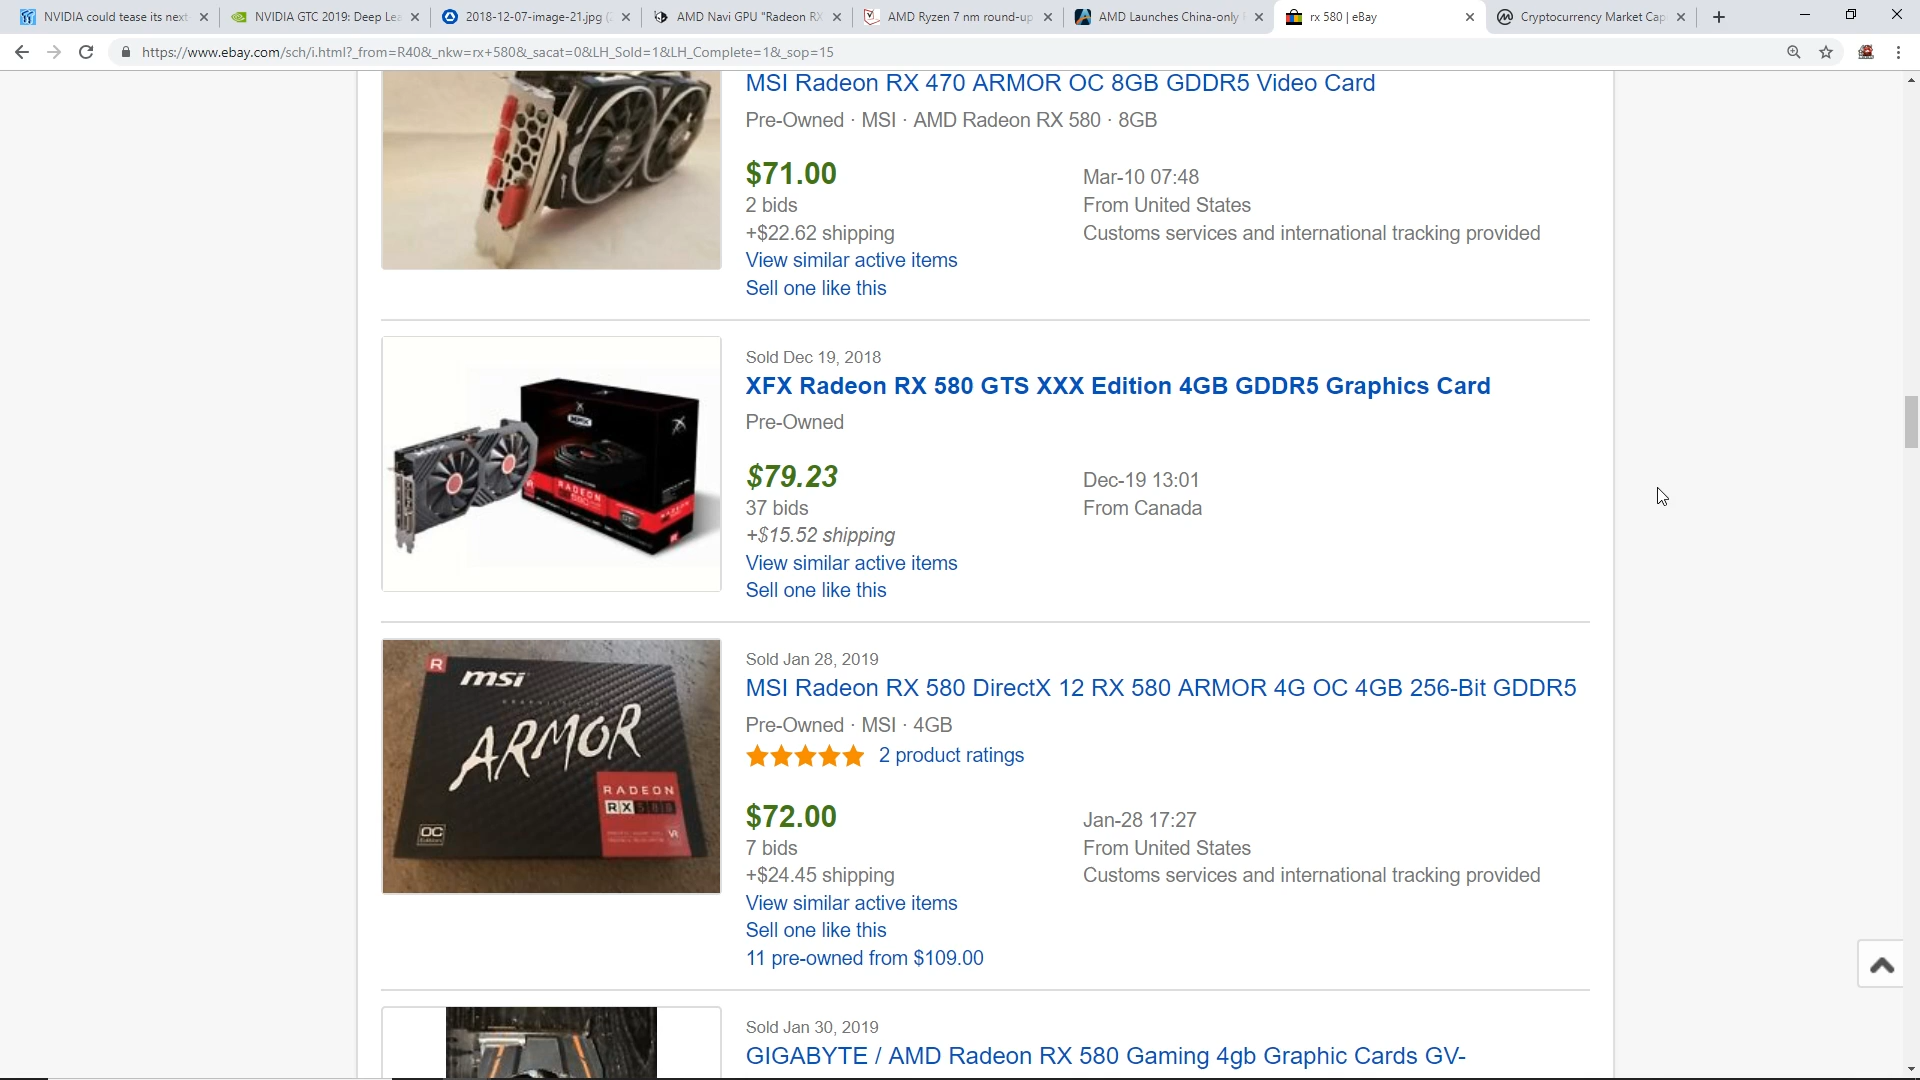 NVIDIA could tease its next
NVIDIA GTC 2019: Deep Lea
2018-12-07-image-21.jpg (
AMD Navi GPU "Radeon RX
AMD Ryzen 7 nm round-up
AMD Launches China-only
rx 580 | eBay
Cryptocurrency Market Cap
https://www.ebay.com/sch/i.html?_from=R40&_nkw=rx+580&_sacat=0&LH_Sold=1&LH_Complete=1&_sop=15
MSI Radeon RX 470 ARMOR OC 8GB GDDR5 Video Card
Pre-Owned · MSI · AMD Radeon RX 580 · 8GB
$71.00
Mar-10 07:48
2 bids
From United States
+$22.62 shipping
Customs services and international tracking provided
View similar active items
Sell one like this
Sold Dec 19, 2018
XFX Radeon RX 580 GTS XXX Edition 4GB GDDR5 Graphics Card
Pre-Owned
$79.23
Dec-19 13:01
37 bids
From Canada
+$15.52 shipping
View similar active items
Sell one like this
XFX
RADEON
Sold Jan 28, 2019
MSI Radeon RX 580 DirectX 12 RX 580 ARMOR 4G OC 4GB 256-Bit GDDR5
Pre-Owned · MSI · 4GB
2 product ratings
$72.00
Jan-28 17:27
7 bids
From United States
+$24.45 shipping
Customs services and international tracking provided
View similar active items
Sell one like this
11 pre-owned from $109.00
R
msi
ARMOR
RADEON
RX 580
OC
Sold Jan 30, 2019
GIGABYTE / AMD Radeon RX 580 Gaming 4gb Graphic Cards GV-